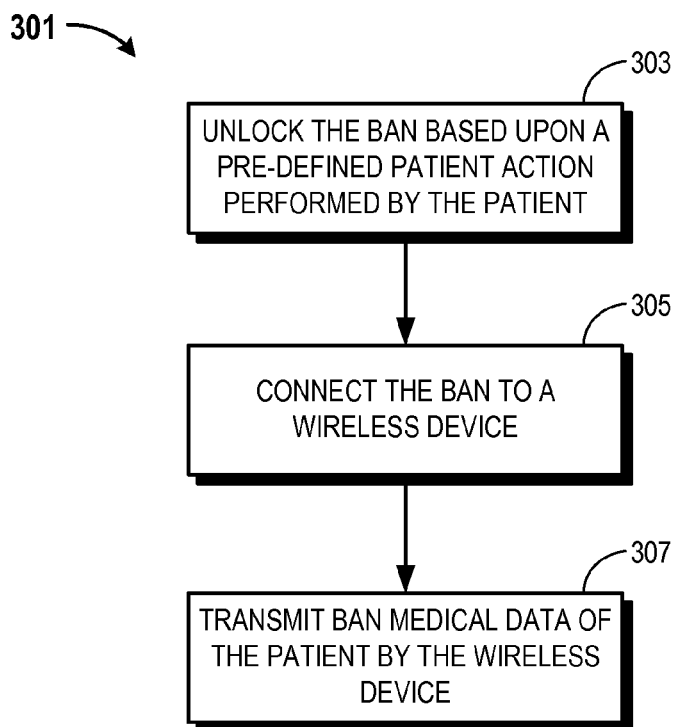 301
303
UNLOCK THE BAN BASED UPON A
PRE-DEFINED PATIENT ACTION
PERFORMED BY THE PATIENT
305
CONNECT THE BAN TO A
WIRELESS DEVICE
307
TRANSMIT BAN MEDICAL DATA OF
THE PATIENT BY THE WIRELESS
DEVICE